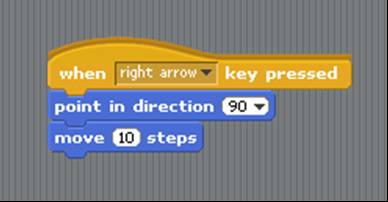 when right arrow key pressed
point in direction 90
move 10 steps